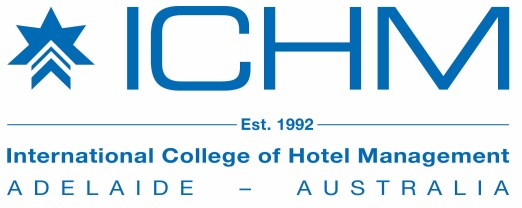 ICHM
Est. 1992
International College of Hotel Management
ADELAIDE – AUSTRALIA